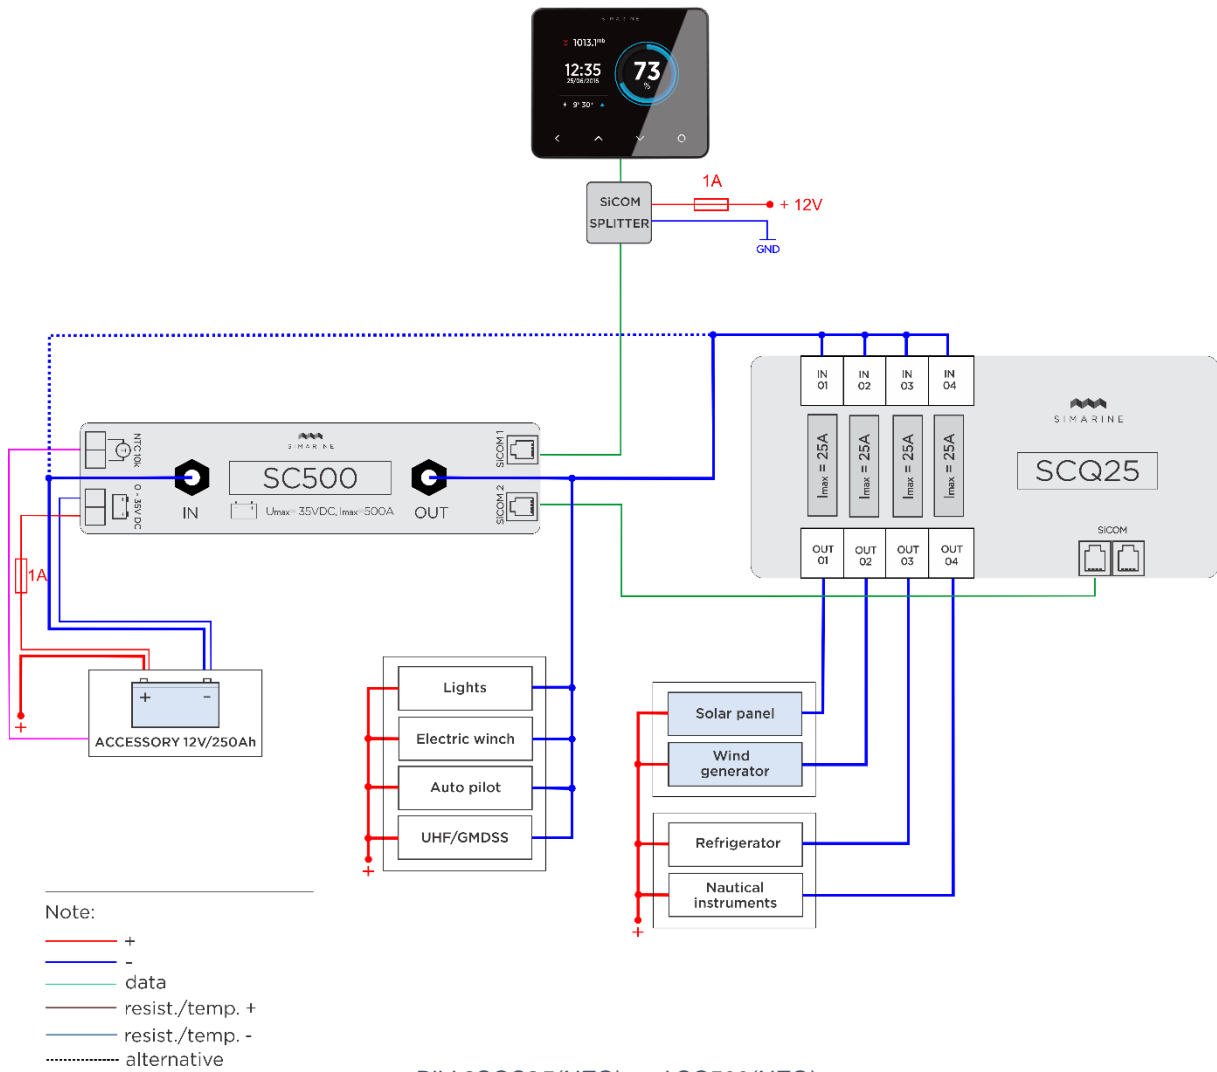 SIMARINE
1013.1mb
12:35
25/06/2016
73
%
9° 30°
SiCOM
SPLITTER
1A
+ 12V
GND
NTC 10k
0 - 35V DC
SIMARINE
SC500
IN
Umax= 35VDC, Imax=500A
OUT
SiCOM 1
SiCOM 2
IN
01
IN
02
IN
03
IN
04
Imax = 25A
Imax = 25A
Imax = 25A
Imax = 25A
OUT
01
OUT
02
OUT
03
OUT
04
SIMARINE
SCQ25
SiCOM
1A
+
+ -
ACCESSORY 12V/250Ah
Lights
Electric winch
Auto pilot
UHF/GMDSS
+
Solar panel
Wind
generator
Refrigerator
Nautical
instruments
+
Note:
+
-
data
resist./temp. +
resist./temp. -
alternative